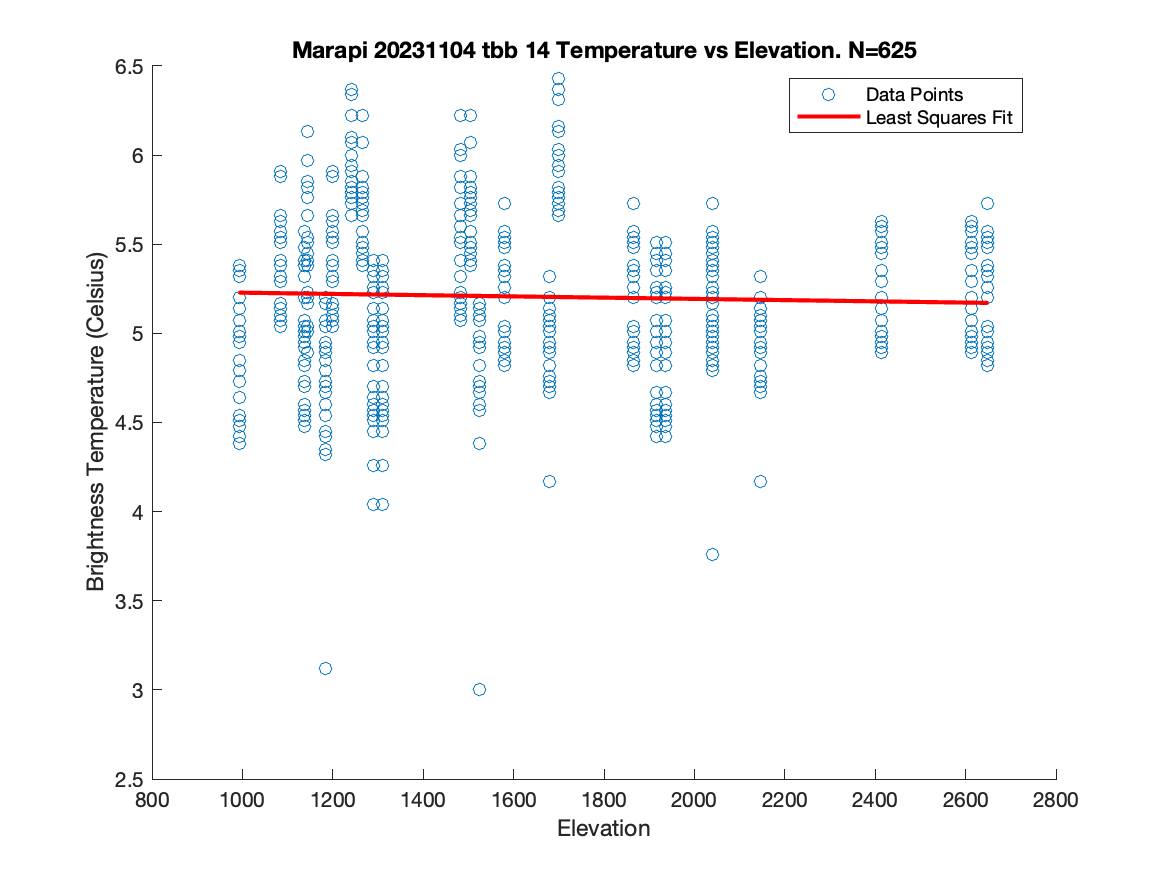 Marapi 20231104 tbb 14 Temperature vs Elevation. N=625
Data Points
Least Squares Fit
6.5
6
5.5
5
4.5
4
3.5
3
2.5
Brightness Temperature (Celsius)
800 1000 1200 1400 1600 1800 2000 2200 2400 2600 2800
Elevation